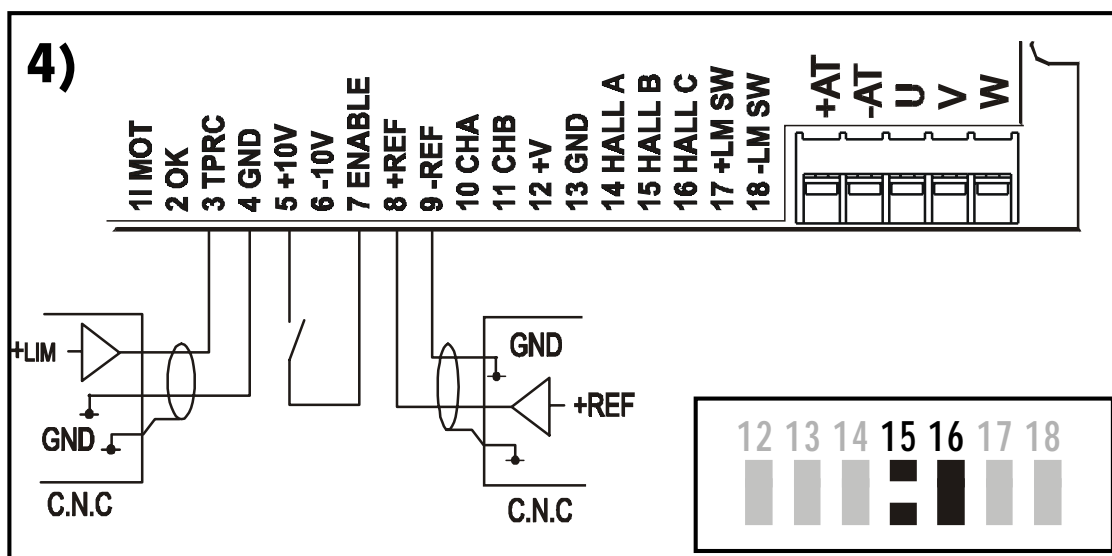 4)
1I MOT
2 OK
3 TPRC
4 GND
5 +10V
6 -10V
7 ENABLE
8 +REF
9 -REF
10 CHA
11 CHB
12 +V
13 GND
14 HALL A
15 HALL B
16 HALL C
17 +LM SW
18 -LM SW
+AT
-AT
U
V
W
+LIM
GND
C.N.C
GND
+REF
C.N.C
12 13 14 15 16 17 18